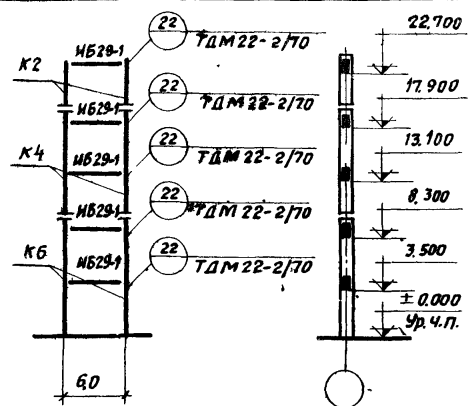 22
ТДМ 22-2/70
К2
ИБ29-1
22
ТДМ 22-2/70
ИБ29-1
22
ТДМ 22-2/70
К4
ИБ29-1
22
ТДМ 22-2/70
ИБ29-1
22
ТДМ 22-2/70
К6
ИБ29-1
6,0
22,700
17.900
13.100
8,300
3.500
± 0,000
Ур. ч.п.